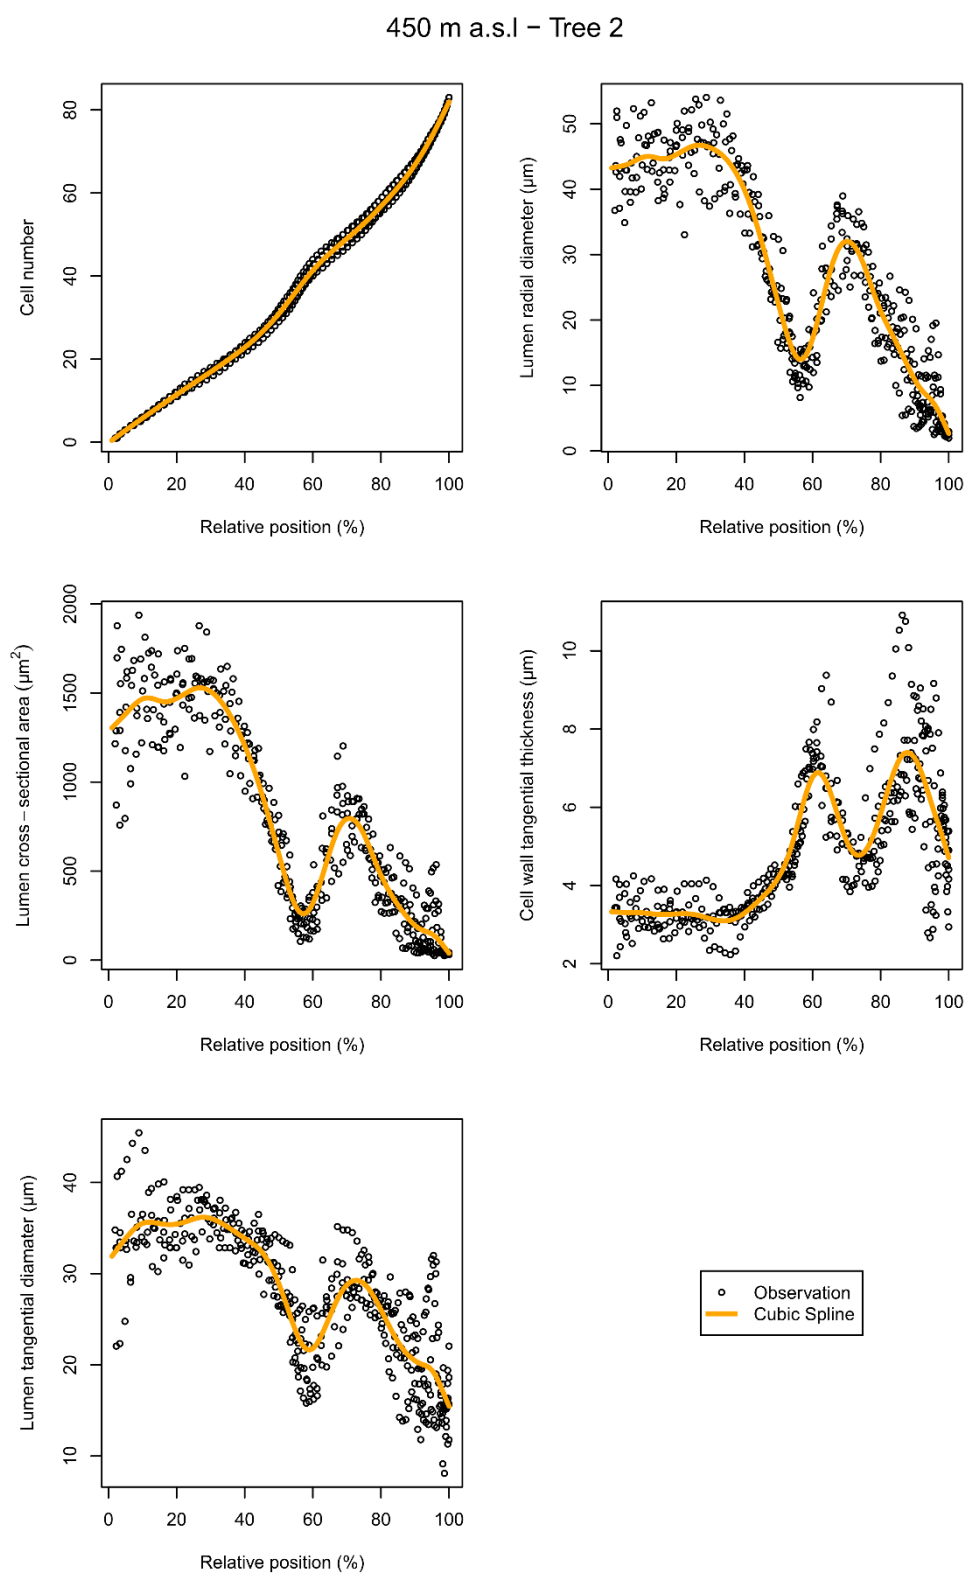 450 m a.s.l − Tree 2
Cell number
80
60
40
20
0
0 20 40 60 80 100
Relative position (%)
Lumen radial diameter (μm)
50
40
30
20
10
0
0 20 40 60 80 100
Relative position (%)
Lumen cross − sectional area (μm²)
2000
1500
1000
500
0
0 20 40 60 80 100
Relative position (%)
Cell wall tangential thickness (μm)
10
8
6
4
2
0 20 40 60 80 100
Relative position (%)
Lumen tangential diamater (μm)
40
30
20
10
0 20 40 60 80 100
Relative position (%)
Observation
Cubic Spline